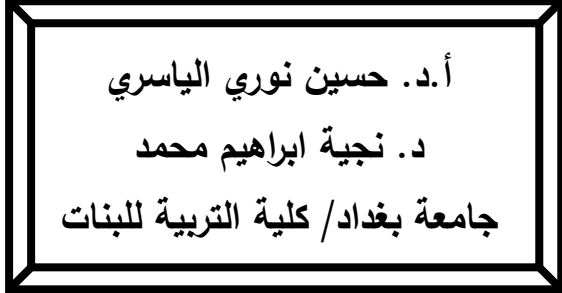 أ.د. حسين نوري الياسري
د. نجية ابراهيم محمد
جامعة بغداد/ كلية التربية للبنات